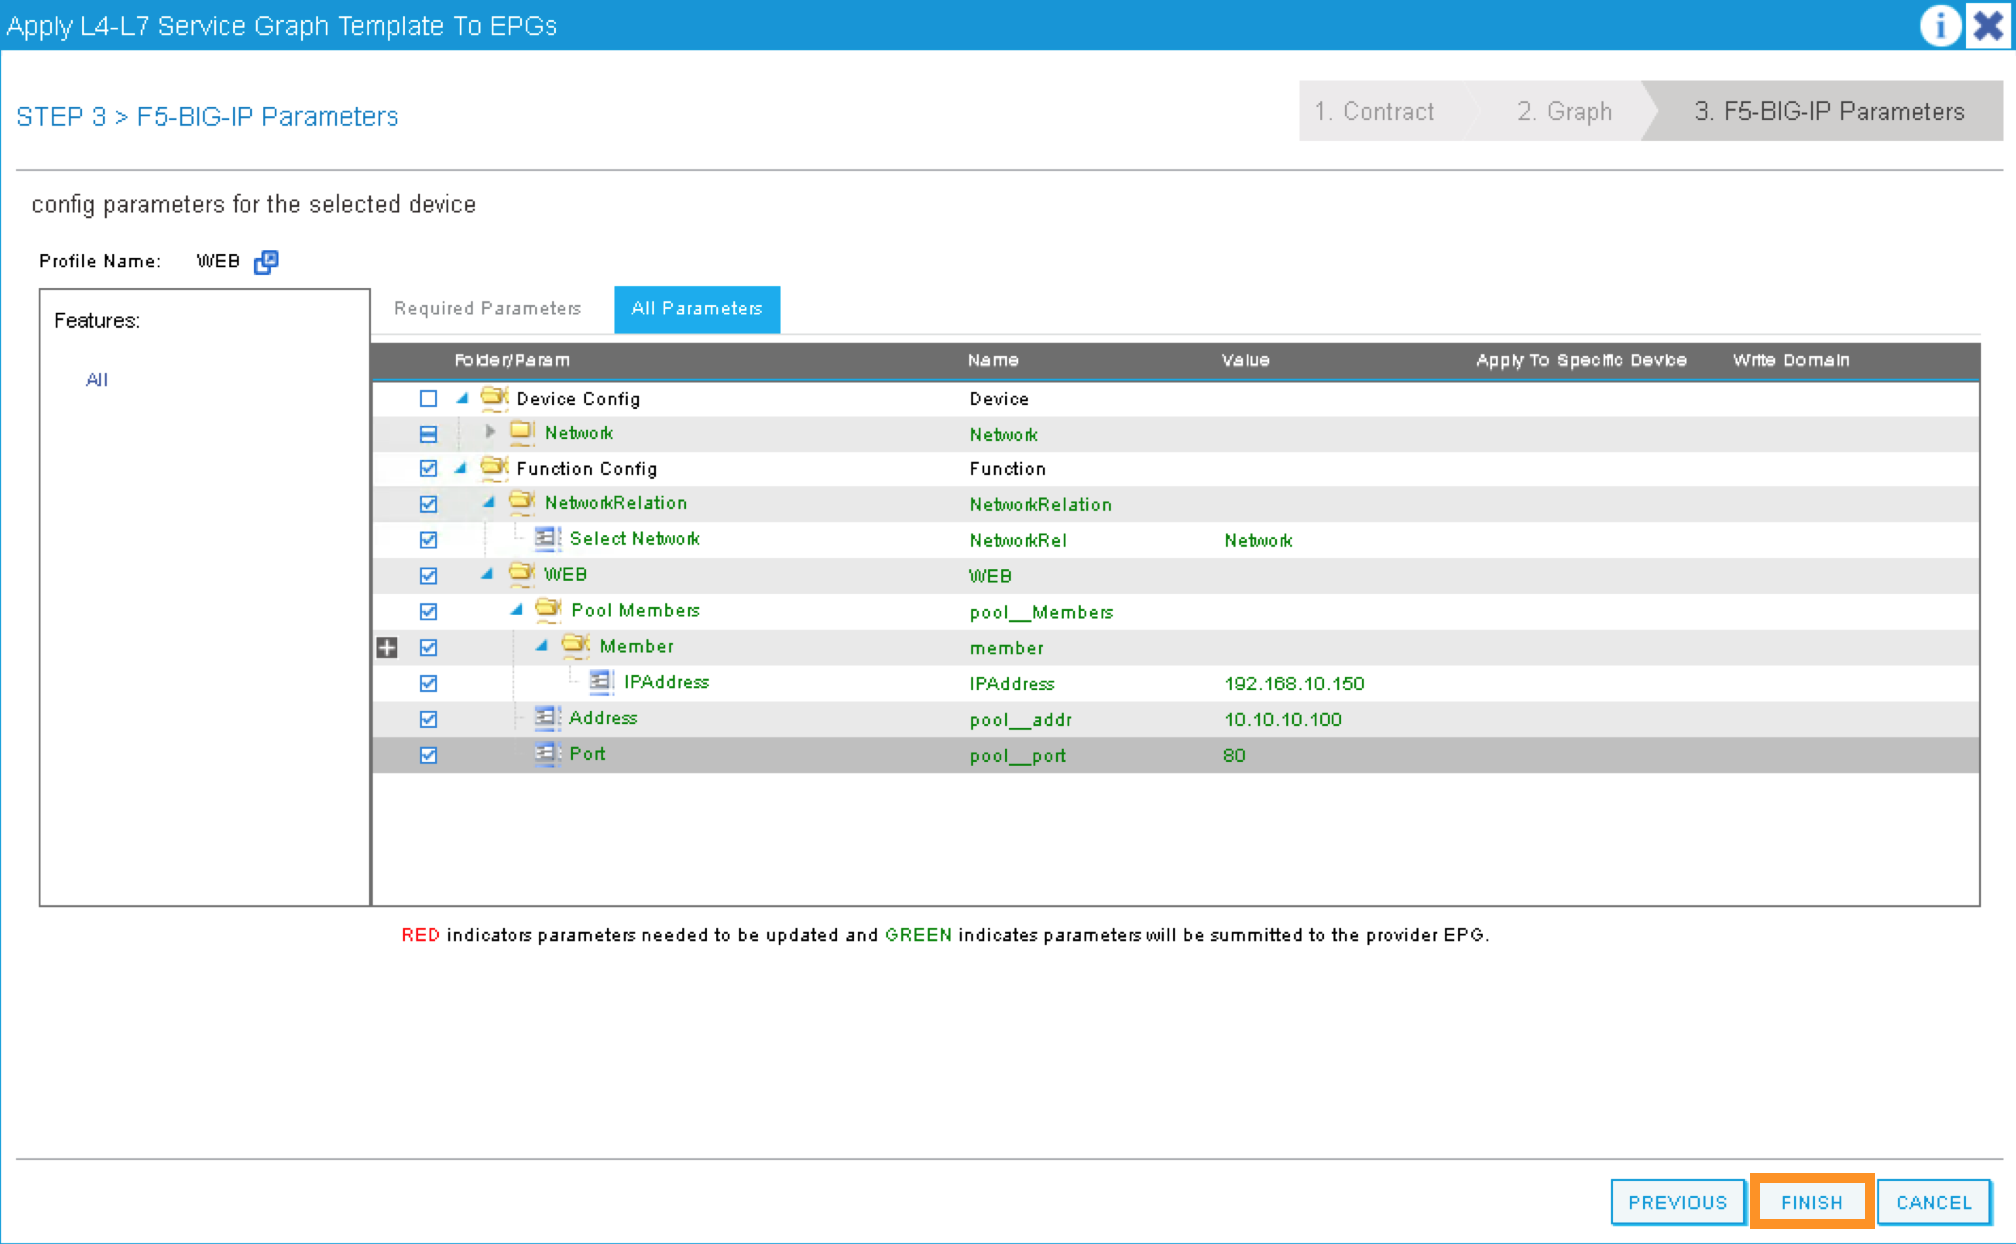 Apply L4-L7 Service Graph Template To EPGs
i
STEP 3 > F5-BIG-IP Parameters
1. Contract
2. Graph
3. F5-BIG-IP Parameters
config parameters for the selected device
Profile Name: WEB
Features:
All
Required Parameters
All Parameters
Folder/Param Name Value Apply To Specific Device Write Domain
Device Config Device
Network Network
Function Config Function
NetworkRelation NetworkRelation
Select Network NetworkRel Network
WEB WEB
Pool Members pool__Members
Member member
IPAddress IPAddress 192.168.10.150
Address pool__addr 10.10.10.100
Port pool__port 80
RED indicators parameters needed to be updated and GREEN indicates parameters will be summitted to the provider EPG.
PREVIOUS
FINISH
CANCEL